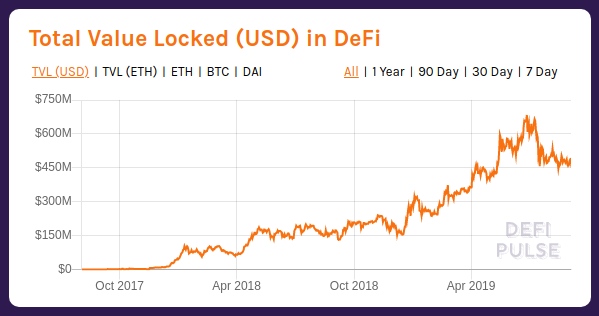 Total Value Locked (USD) in DeFi
TVL (USD) | TVL (ETH) | ETH | BTC | DAI
All | 1 Year | 90 Day | 30 Day | 7 Day
$750M
$600M
$450M
$300M
$150M
$0
DEFI
PULSE
Oct 2017
Apr 2018
Oct 2018
Apr 2019